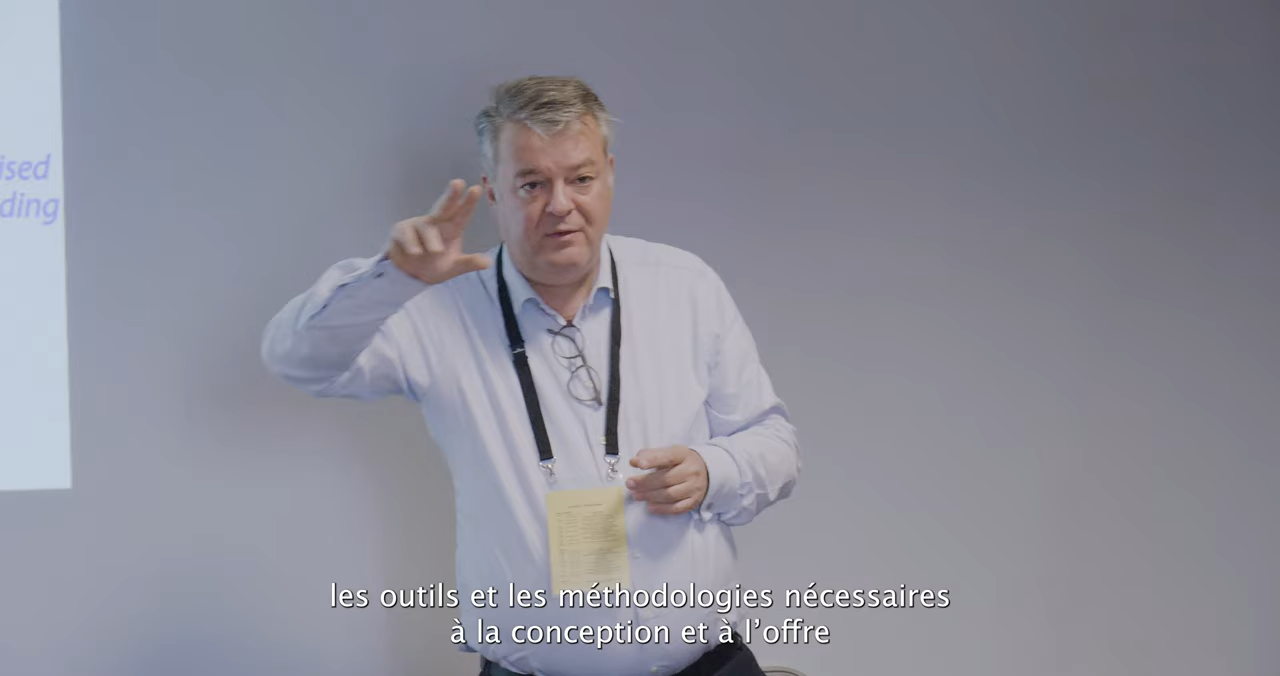 ised
ding
les outils et les méthodologies nécessaires
à la conception et à l’offre